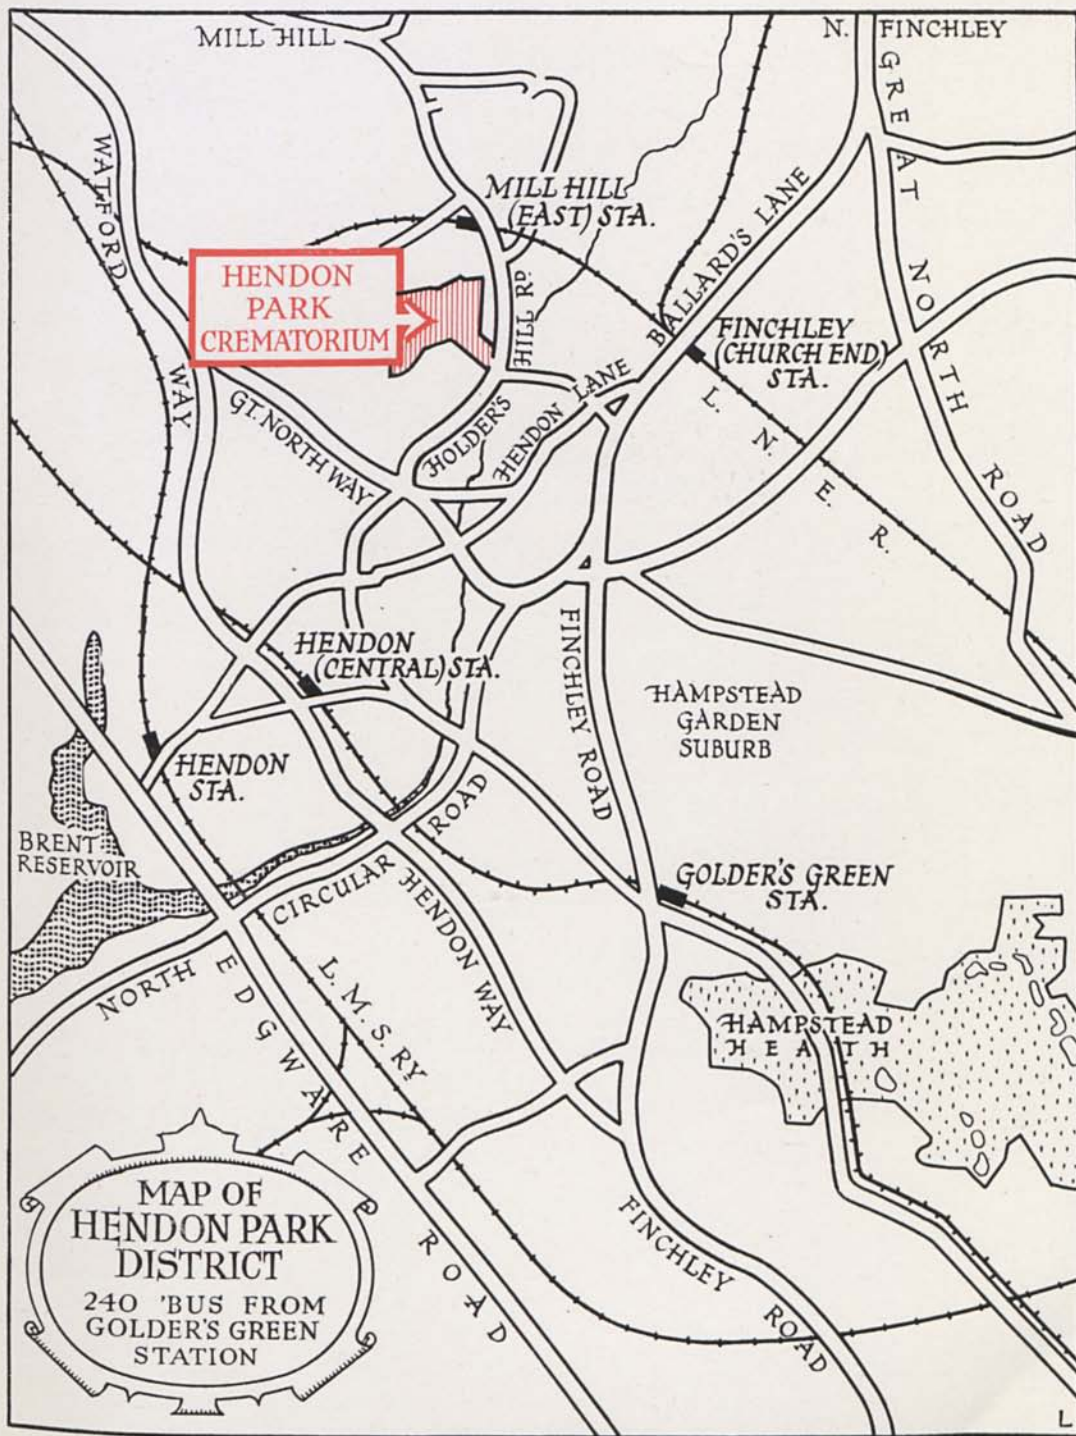 MILL HILL
N. FINCHLEY
GREAT NORTH ROAD
WATFORD WAY
MILL HILL
(EAST) STA.
BALLARD'S LANE
HENDON
PARK
CREMATORIUM
HOLDER'S HILL RD.
FINCHLEY
(CHURCH END)
STA.
L. N. E. R.
GT. NORTH WAY
HENDON LANE
HENDON
(CENTRAL) STA.
FINCHLEY ROAD
HAMPSTEAD
GARDEN
SUBURB
HENDON
STA.
BRENT
RESERVOIR
NORTH CIRCULAR ROAD
HENDON WAY
GOLDER'S GREEN
STA.
EDGWARE ROAD
L. M. S. RY.
HAMPSTEAD
HEATH
FINCHLEY ROAD
MAP OF
HENDON PARK
DISTRICT
240 'BUS FROM
GOLDER'S GREEN
STATION
L